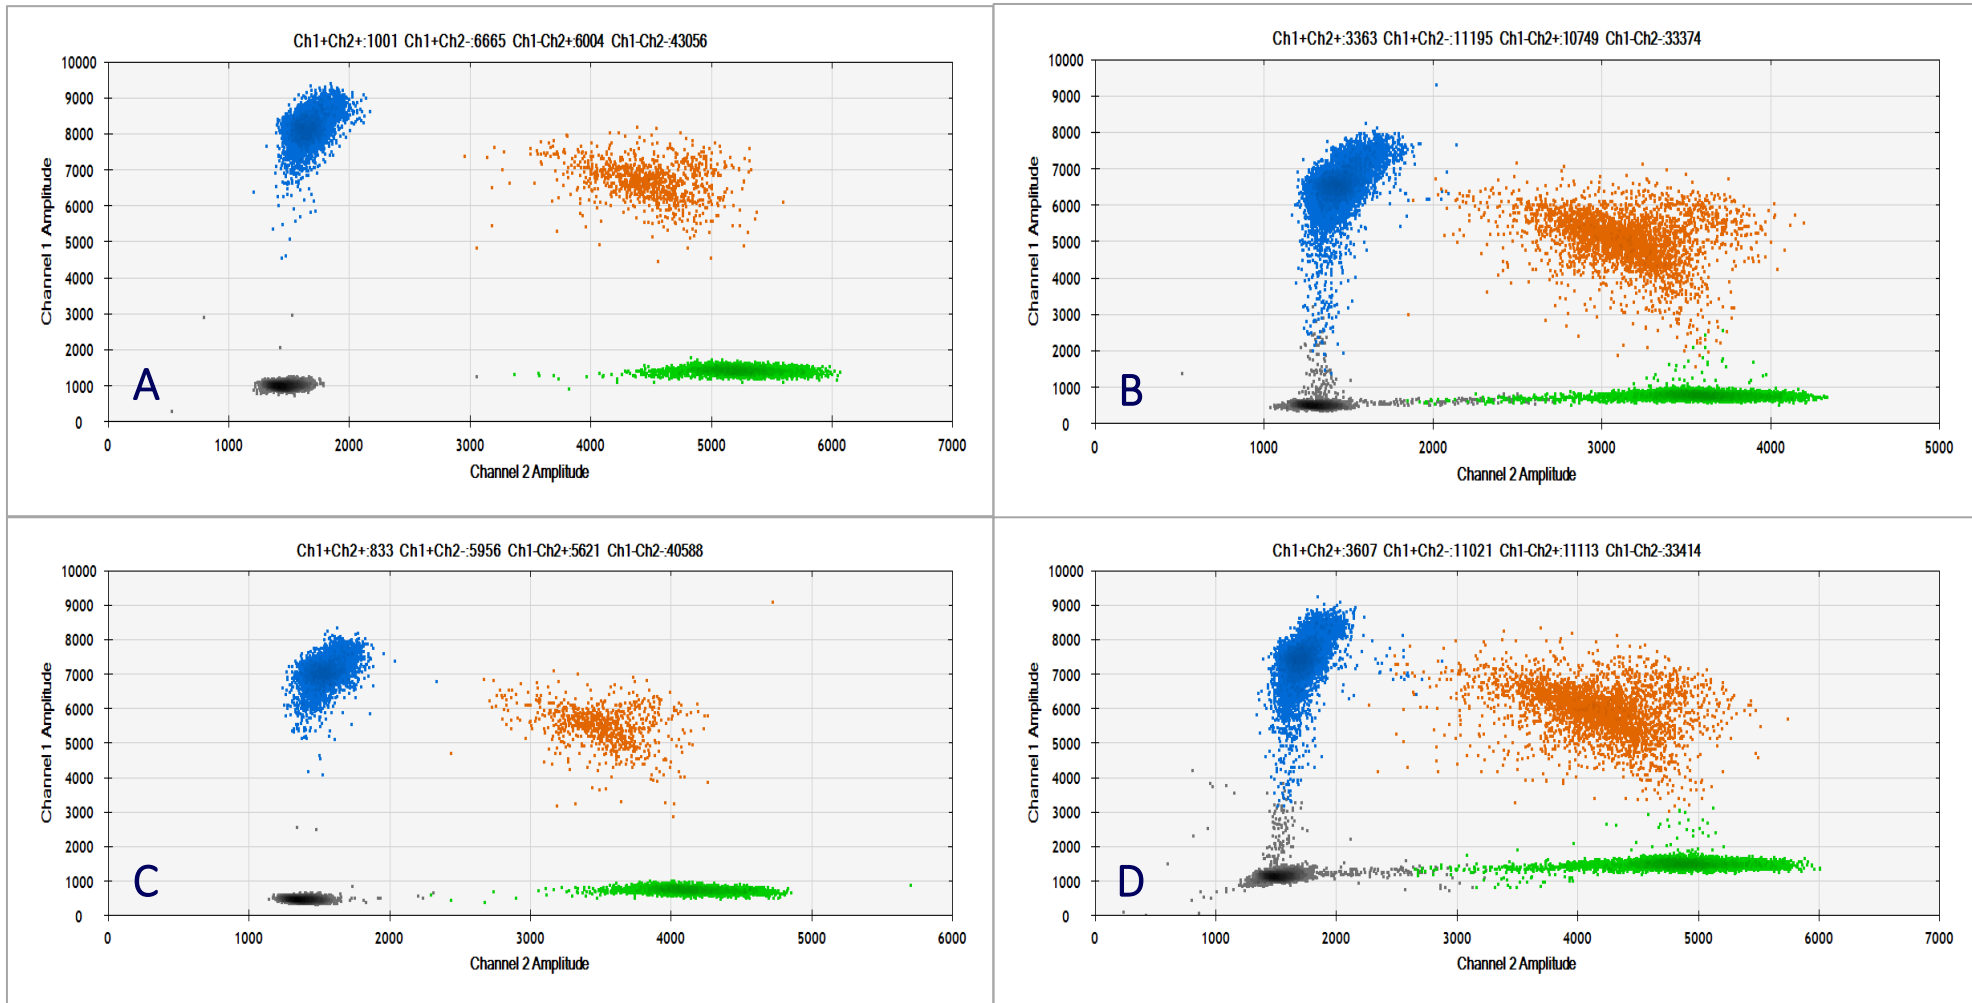 Ch1+Ch2+:1001 Ch1+Ch2-:6665 Ch1-Ch2+:6004 Ch1-Ch2-:43056
10000
9000
8000
7000
6000
5000
4000
3000
2000
1000
0
Channel 1 Amplitude
A
0 1000 2000 3000 4000 5000 6000 7000
Channel 2 Amplitude
Ch1+Ch2+:3363 Ch1+Ch2-:11195 Ch1-Ch2+:10749 Ch1-Ch2-:33374
10000
9000
8000
7000
6000
5000
4000
3000
2000
1000
0
Channel 1 Amplitude
B
0 1000 2000 3000 4000 5000
Channel 2 Amplitude
Ch1+Ch2+:833 Ch1+Ch2-:5956 Ch1-Ch2+:5621 Ch1-Ch2-:40588
10000
9000
8000
7000
6000
5000
4000
3000
2000
1000
0
Channel 1 Amplitude
C
0 1000 2000 3000 4000 5000 6000
Channel 2 Amplitude
Ch1+Ch2+:3607 Ch1+Ch2-:11021 Ch1-Ch2+:11113 Ch1-Ch2-:33414
10000
9000
8000
7000
6000
5000
4000
3000
2000
1000
0
Channel 1 Amplitude
D
0 1000 2000 3000 4000 5000 6000 7000
Channel 2 Amplitude